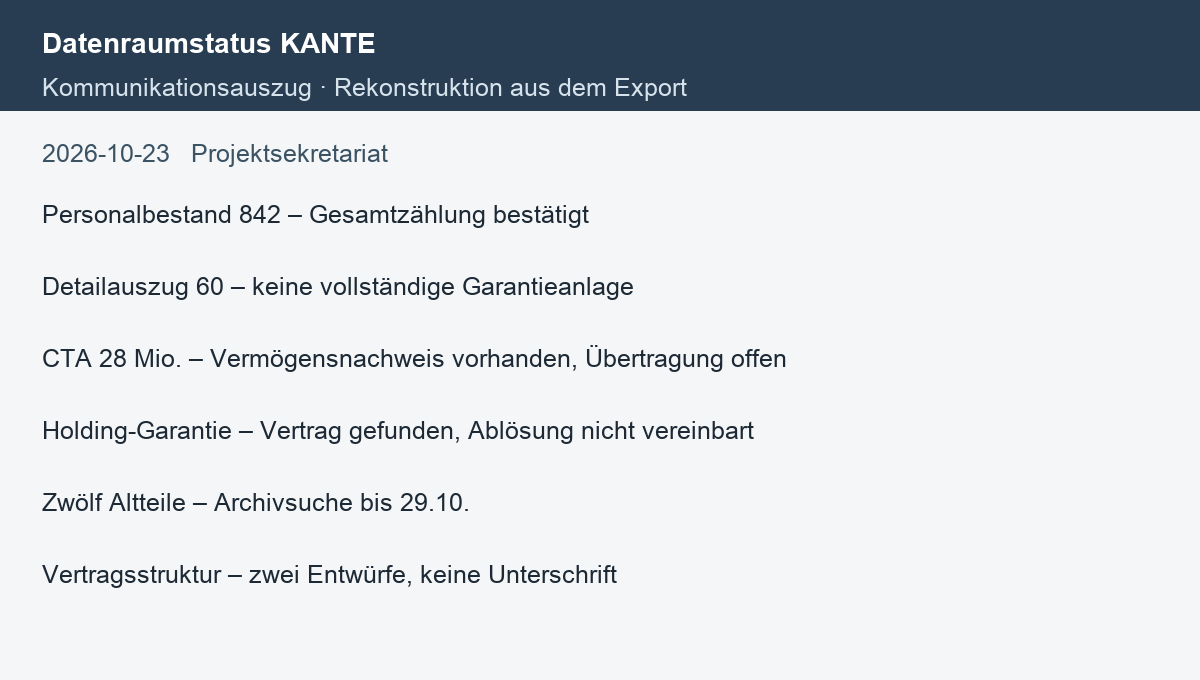 Datenraumstatus KANTE
Kommunikationsauszug · Rekonstruktion aus dem Export
2026-10-23 Projektsekretariat
Personalbestand 842 – Gesamtzählung bestätigt
Detailauszug 60 – keine vollständige Garantieanlage
CTA 28 Mio. – Vermögensnachweis vorhanden, Übertragung offen
Holding-Garantie – Vertrag gefunden, Ablösung nicht vereinbart
Zwölf Altteile – Archivsuche bis 29.10.
Vertragsstruktur – zwei Entwürfe, keine Unterschrift